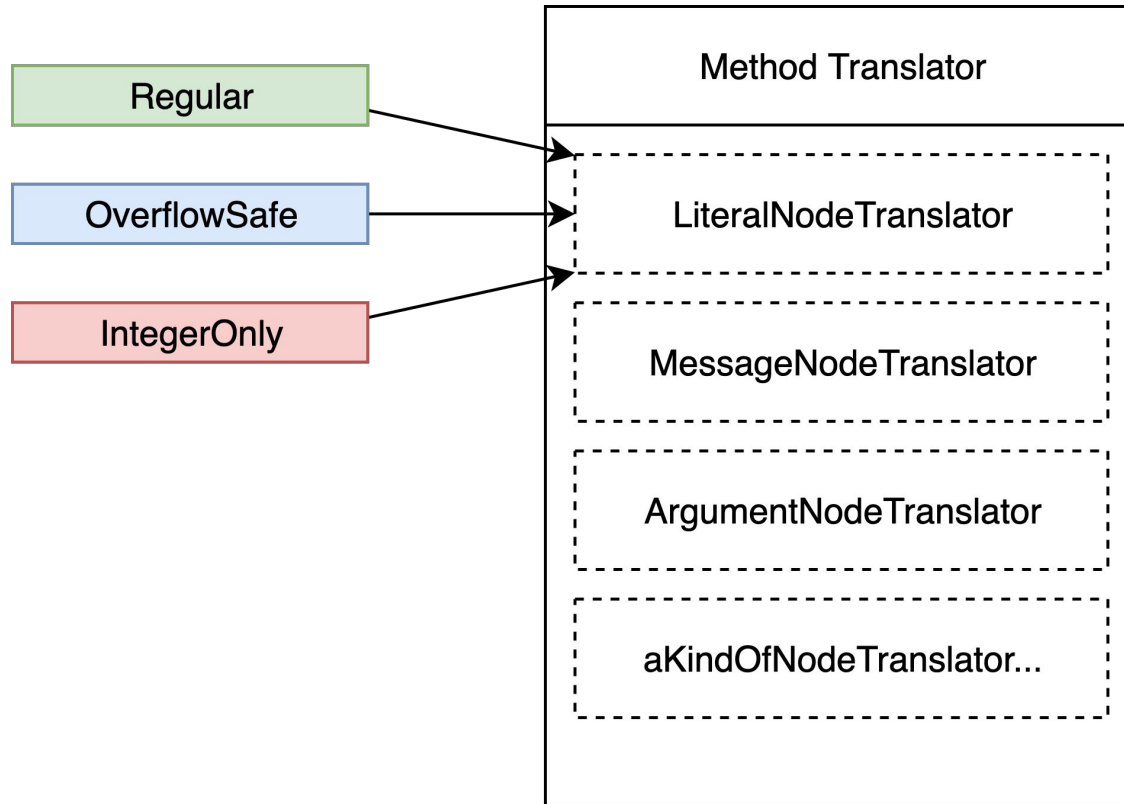 Method Translator
Regular
OverflowSafe
IntegerOnly
LiteralNodeTranslator
MessageNodeTranslator
ArgumentNodeTranslator
aKindOfNodeTranslator...